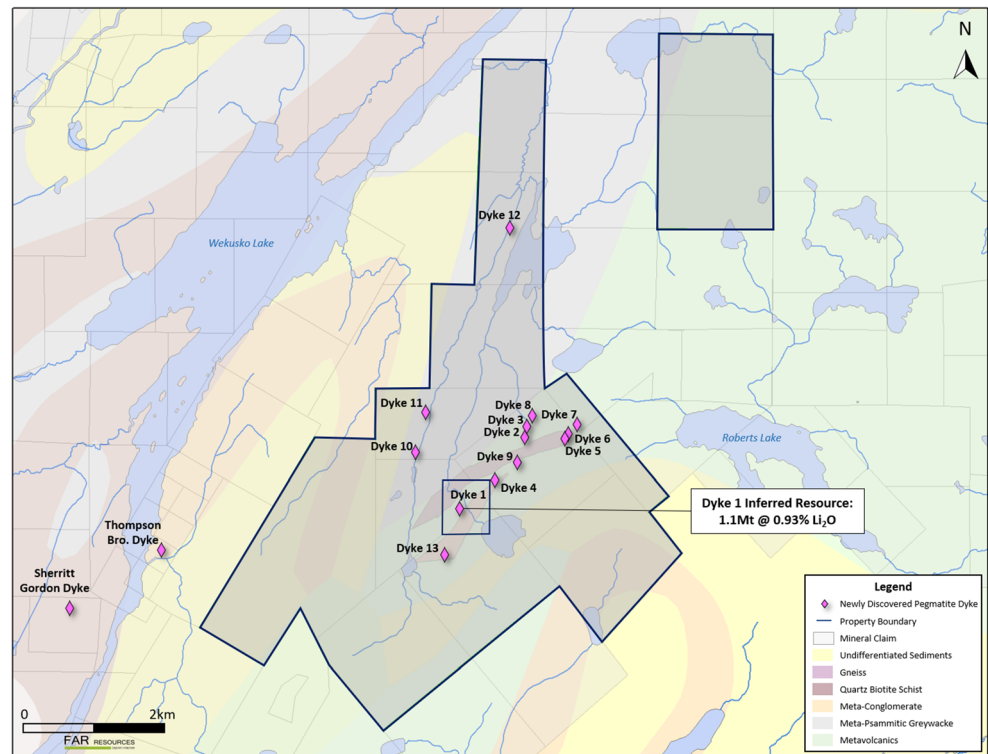 N
Dyke 12
Wekusko Lake
Dyke 11
Dyke 8
Dyke 7
Dyke 3
Dyke 2
Dyke 6
Dyke 10
Dyke 5
Roberts Lake
Dyke 9
Dyke 4
Dyke 1
Dyke 1 Inferred Resource:
1.1Mt @ 0.93% Li₂O
Thompson
Bro. Dyke
Dyke 13
Sherritt
Gordon Dyke
Legend
Newly Discovered Pegmatite Dyke
Property Boundary
Mineral Claim
Undifferentiated Sediments
Gneiss
Quartz Biotite Schist
Meta-Conglomerate
Meta-Psammitic Greywacke
Metavolcanics
0 2km
FAR RESOURCES